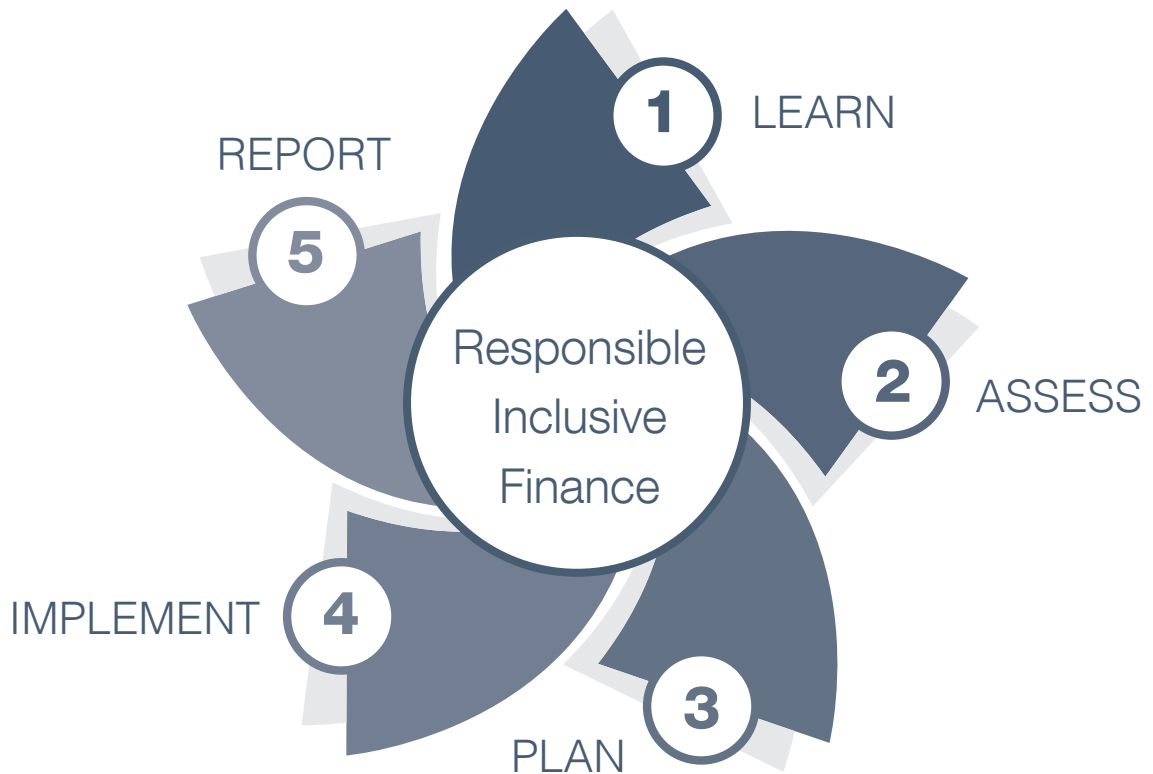 1 LEARN
2 ASSESS
3
PLAN
4
IMPLEMENT
5
REPORT
Responsible
Inclusive
Finance